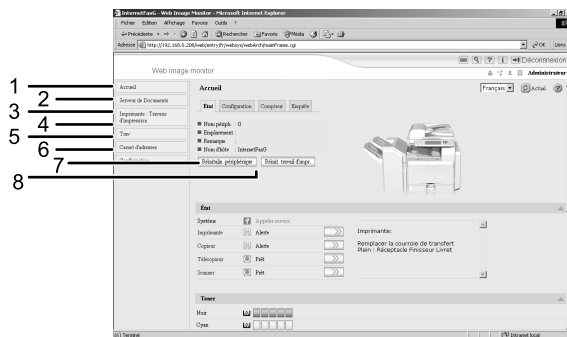 InternetFaxG - Web Image Monitor - Microsoft Internet Explorer
Fichier Edition Affichage Favoris Outils ?
Précédente Rechercher Favoris Média
Adresse http://192.168.0.208/web/entry/fr/websys/webArch/mainFrame.cgi OK Liens
Déconnexion
Web image monitor
Administrateur
1
2
3
4
5
6
7
8
Accueil
Serveur de Documents
Imprimante : Travaux d'impression
Trav
Carnet d'adresses
Configuration
Accueil
Français Actual.
Etat Configuration Compteur Enquête
Nom périph. : 0
Emplacement :
Remarque :
Nom d'hôte : InternetFaxG
Réinitialis. périphérique Réinit. travail d'impr.
État
Système Appeler service
Imprimante Alerte
Copieur Alerte
Télécopieur Prêt
Scanner Prêt
Imprimante:
Remplacer la courroie de transfert
Plein : Réceptacle Finisseur Livret
Toner
Noir
Cyan
Terminé Intranet local